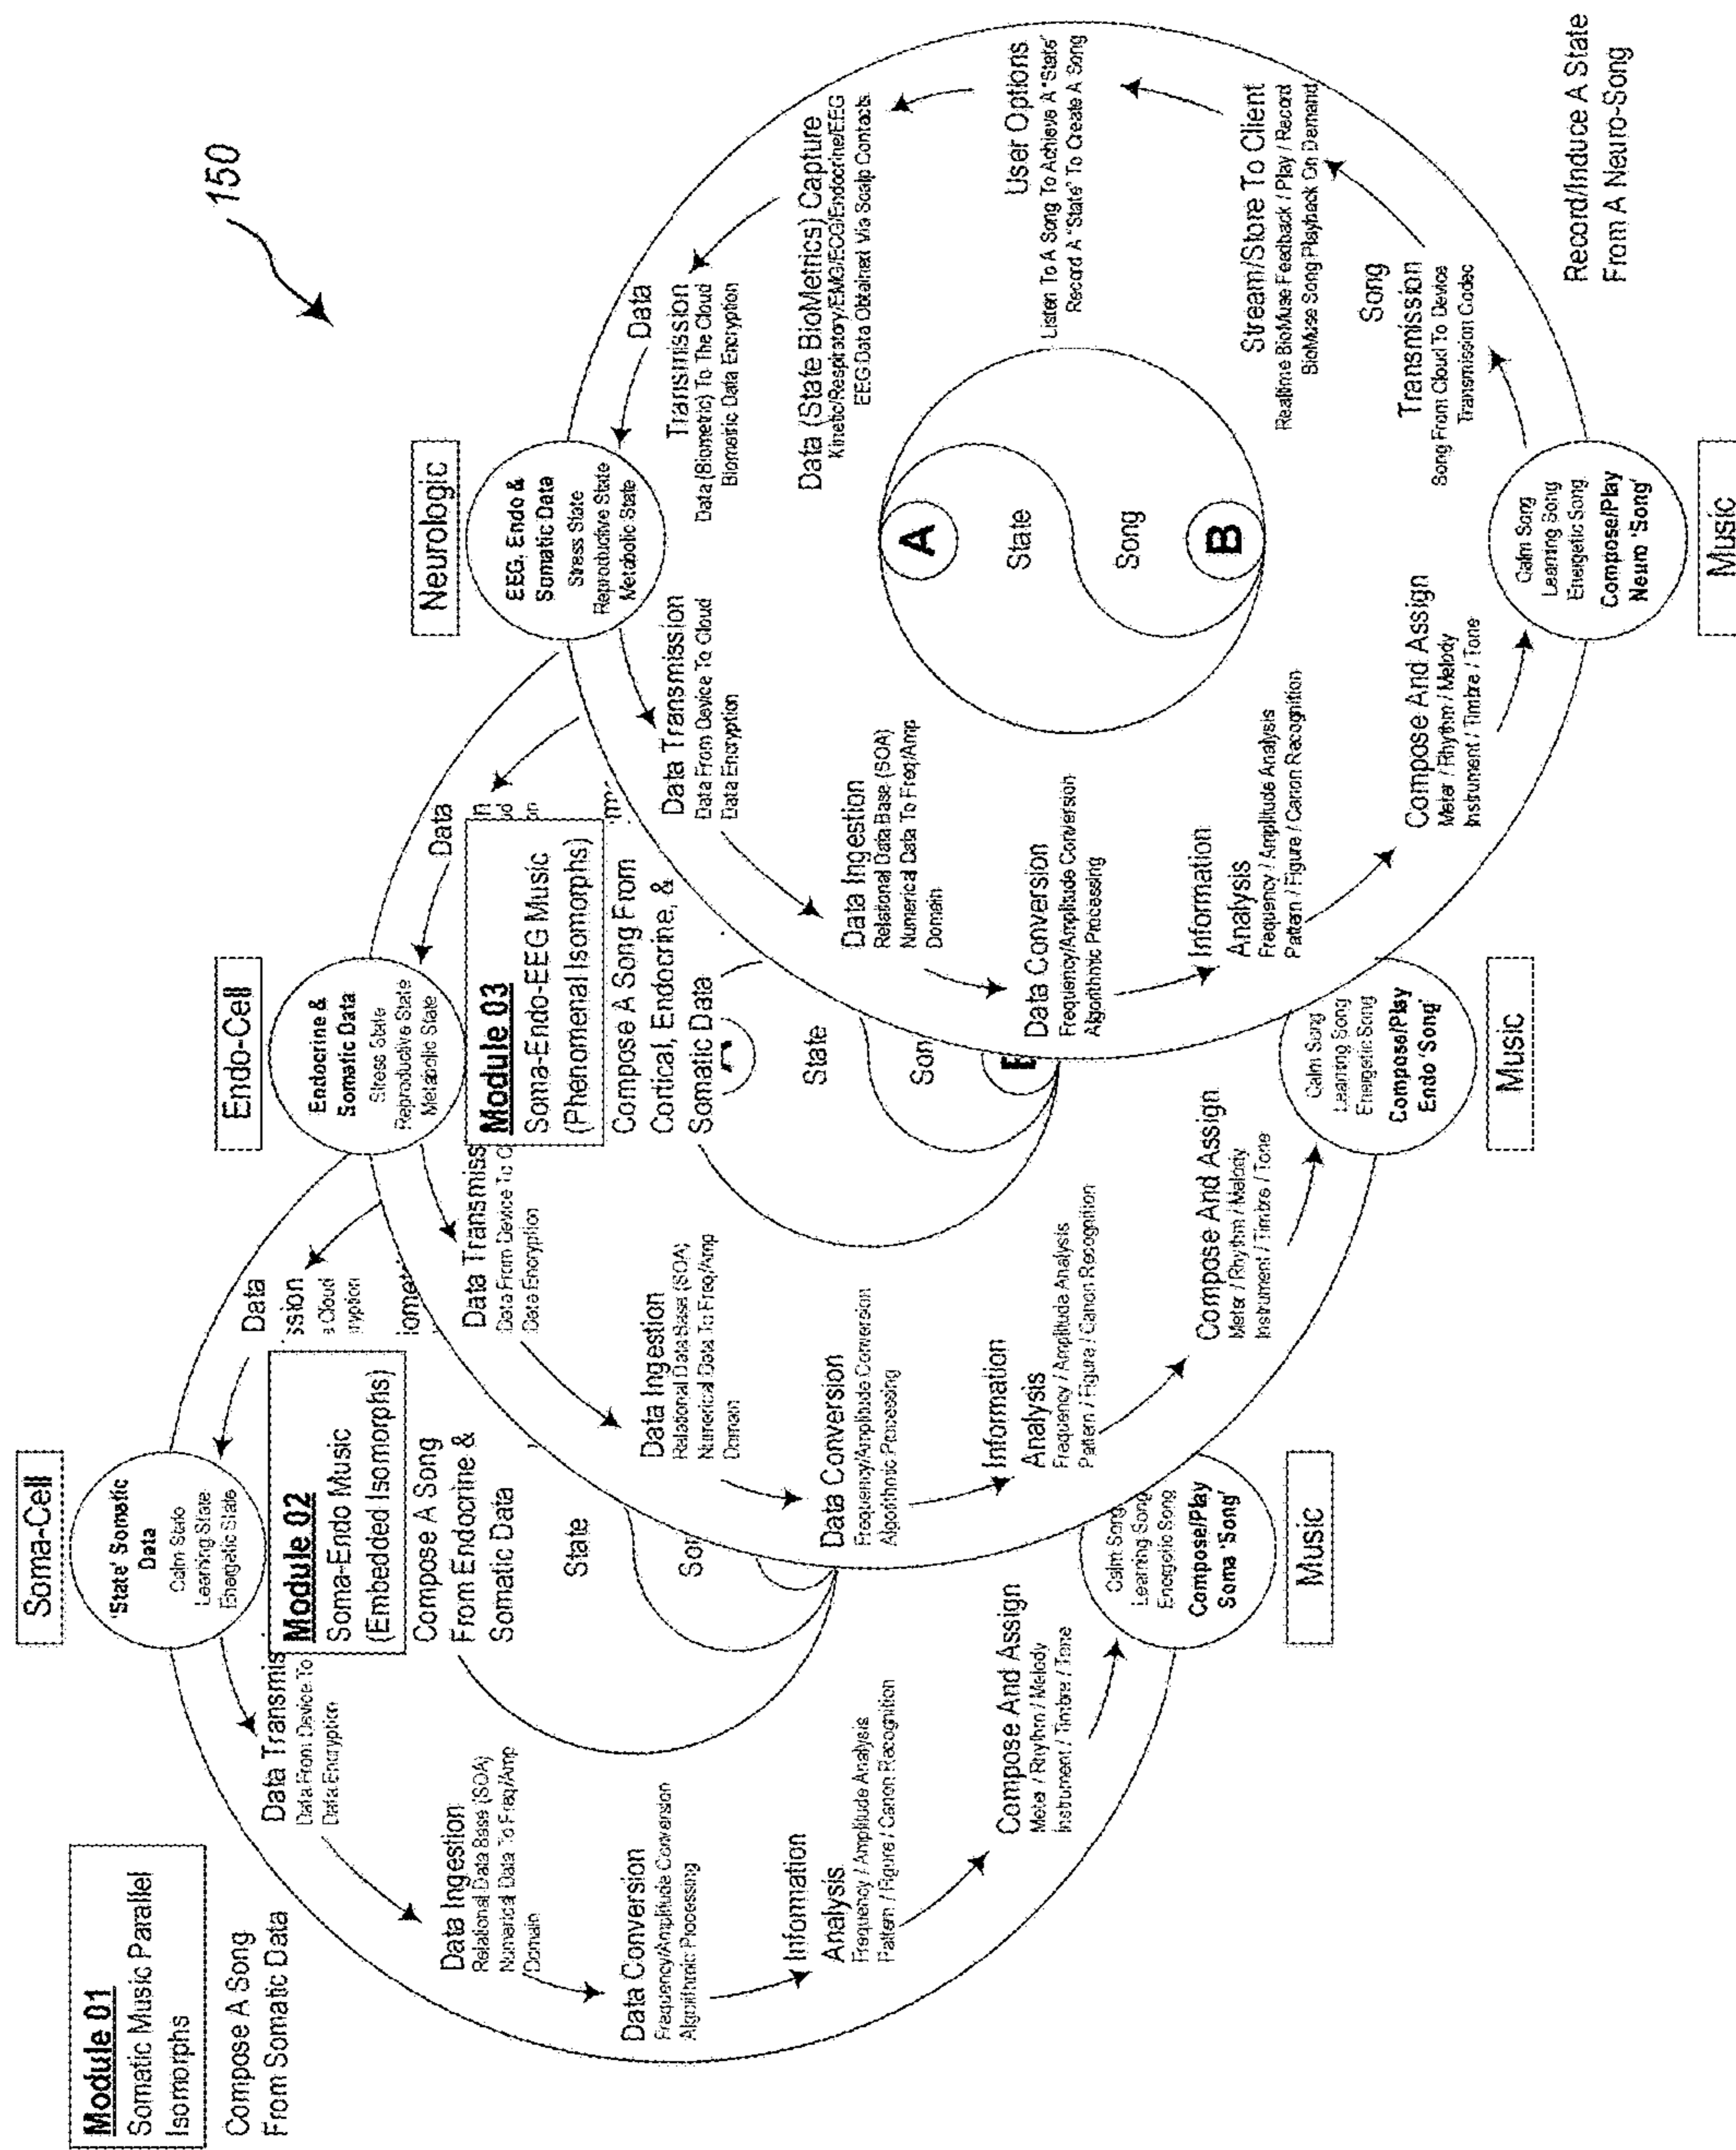 150
Module 01
Somatic Music Parallel
Isomorphs
Compose A Song
From Somatic Data
Soma-Cell
'State' Somatic
Data
Calm State
Learning State
Energetic State
Data Transmis
Data From Device To
Data Encryption
Data Ingestion
Relational Data Base (SOA)
Numerical Data To Freq/Amp
Domain
Data Conversion
Frequency/Amplitude Conversion
Algorithmic Processing
Information
Analysis
Frequency / Amplitude Analysis
Pattern / Figure / Canon Recognition
Compose And Assign
Meter / Rhythm / Melody
Instrument / Timbre / Tone
Calm Song
Learning Song
Energetic Song
Compose/Play
Soma 'Song'
Music
Data
ssion
e Cloud
ryption
iomet
State
Son
Module 02
Soma-Endo Music
(Embedded Isomorphs)
Compose A Song
From Endocrine &
Somatic Data
Endo-Cell
Endocrine &
Somatic Data
Stress State
Reproductive State
Metabolic State
Data Transmiss
Data From Device To C
Data Encryption
Data Ingestion
Relational Data Base (SOA)
Numerical Data To Freq/Amp
Domain
Data Conversion
Frequency/Amplitude Conversion
Algorithmic Processing
Information
Analysis
Frequency / Amplitude Analysis
Pattern / Figure / Canon Recognition
Compose And Assign
Meter / Rhythm / Melody
Instrument / Timbre / Tone
Calm Song
Learning Song
Energetic Song
Compose/Play
Endo 'Song'
Music
Data
State
Son
Module 03
Soma-Endo-EEG Music
(Phenomenal Isomorphs)
Compose A Song From
Cortical, Endocrine, &
Somatic Data
Neurologic
EEG, Endo &
Somatic Data
Stress State
Reproductive State
Metabolic State
Data Transmission
Data From Device To Cloud
Data Encryption
Data Ingestion
Relational Data Base (SOA)
Numerical Data To Freq/Amp
Domain
Data Conversion
Frequency/Amplitude Conversion
Algorithmic Processing
Information
Analysis
Frequency / Amplitude Analysis
Pattern / Figure / Canon Recognition
Compose And Assign
Meter / Rhythm / Melody
Instrument / Timbre / Tone
Calm Song
Learning Song
Energetic Song
Compose/Play
Neuro 'Song'
Music
Song
Transmission
Song From Cloud To Device
Transmission Codec
Stream/Store To Client
Realtime BioMuse Feedback / Play / Record
BioMuse Song Playback On Demand
User Options
Listen To A Song To Achieve A "State"
Record A "State" To Create A Song
Data (State BioMetrics) Capture
Kinetic/Respiratory/EMG/ECG/Endocrine/EEG
EEG Data Obtained Via Scalp Contacts
Data
Transmission
Data (Biometric) To The Cloud
Biometric Data Encryption
A
State
Song
B
Record/Induce A State
From A Neuro-Song